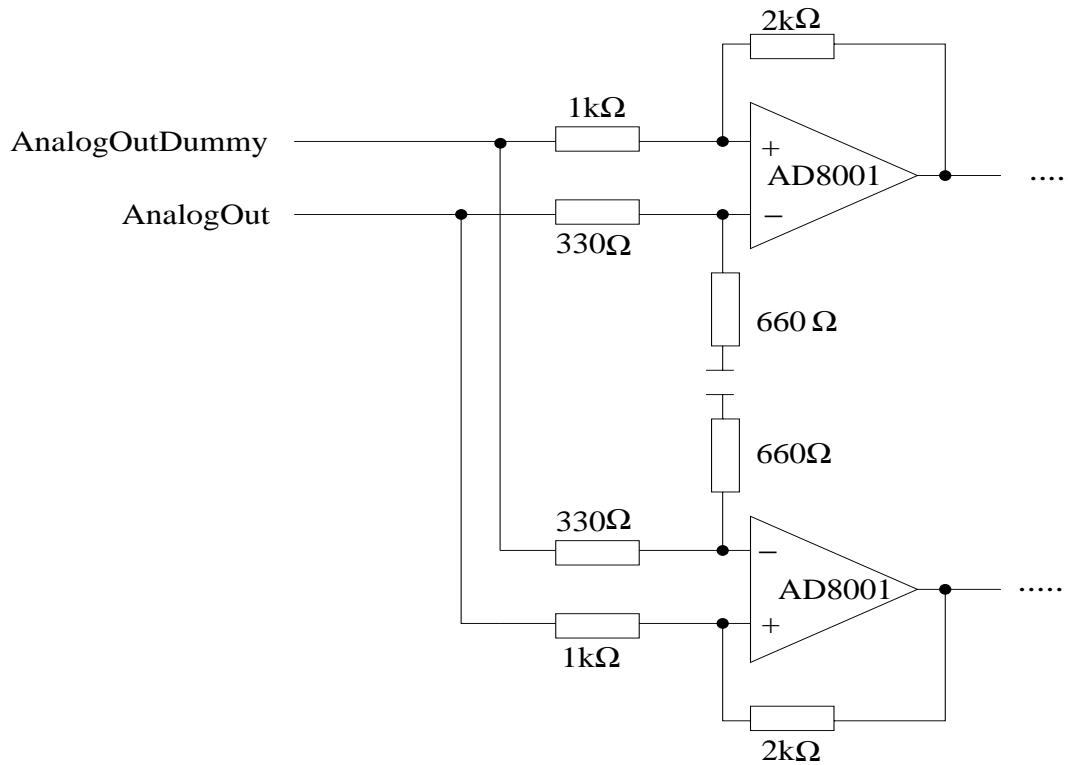 2kΩ
1kΩ
AnalogOutDummy
+
AD8001
....
AnalogOut
−
330Ω
660 Ω
660Ω
330Ω
−
AD8001
.....
+
1kΩ
2kΩ